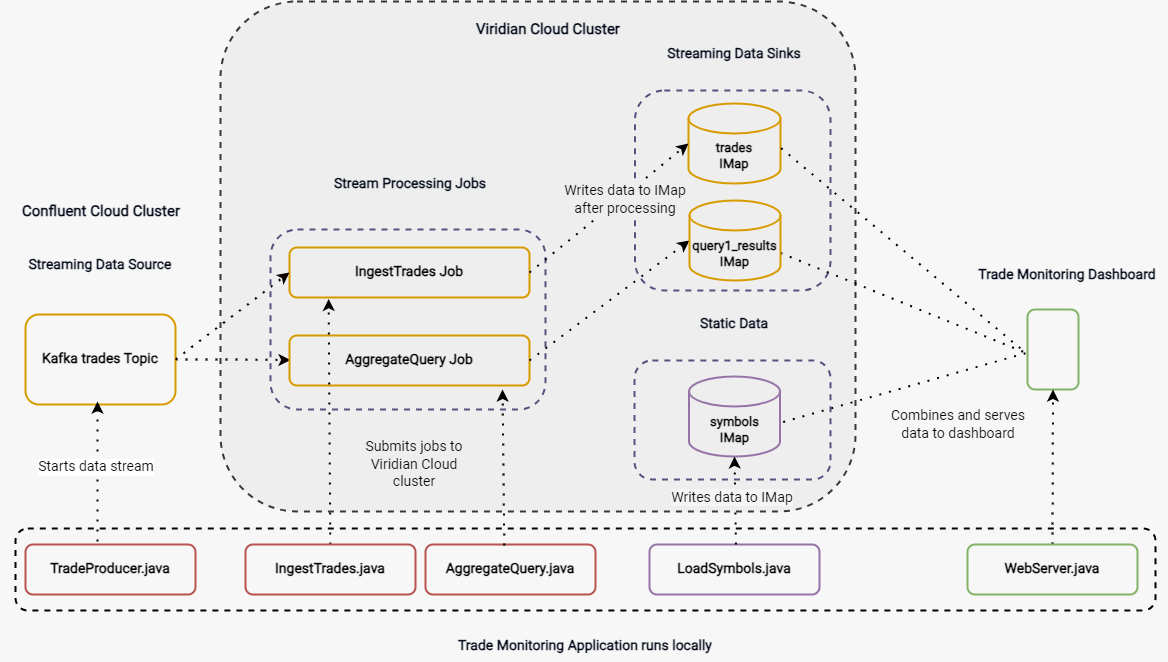 Viridian Cloud Cluster
Streaming Data Sinks
trades
IMap
Stream Processing Jobs
Writes data to IMap
after processing
Confluent Cloud Cluster
query1_results
IMap
Streaming Data Source
IngestTrades Job
Trade Monitoring Dashboard
Static Data
Kafka trades Topic
AggregateQuery Job
symbols
IMap
Combines and serves
data to dashboard
Submits jobs to
Viridian Cloud
cluster
Starts data stream
Writes data to IMap
TradeProducer.java
IngestTrades.java
AggregateQuery.java
LoadSymbols.java
WebServer.java
Trade Monitoring Application runs locally